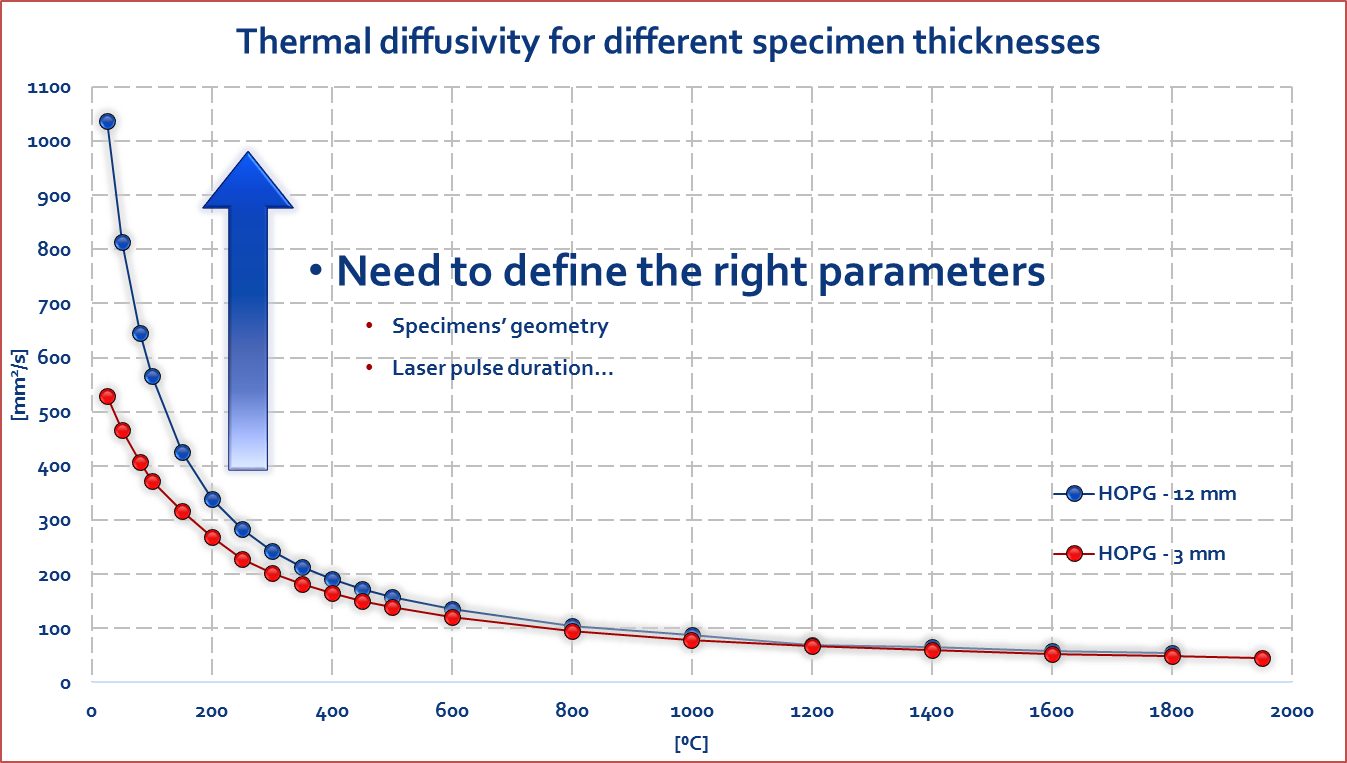 Thermal diffusivity for different specimen thicknesses
1100
1000
900
800
700
600
500
400
300
200
100
0
[mm²/s]
• Need to define the right parameters
• Specimens’ geometry
• Laser pulse duration...
HOPG - 12 mm
HOPG - 3 mm
0 200 400 600 800 1000 1200 1400 1600 1800 2000
[⁰C]